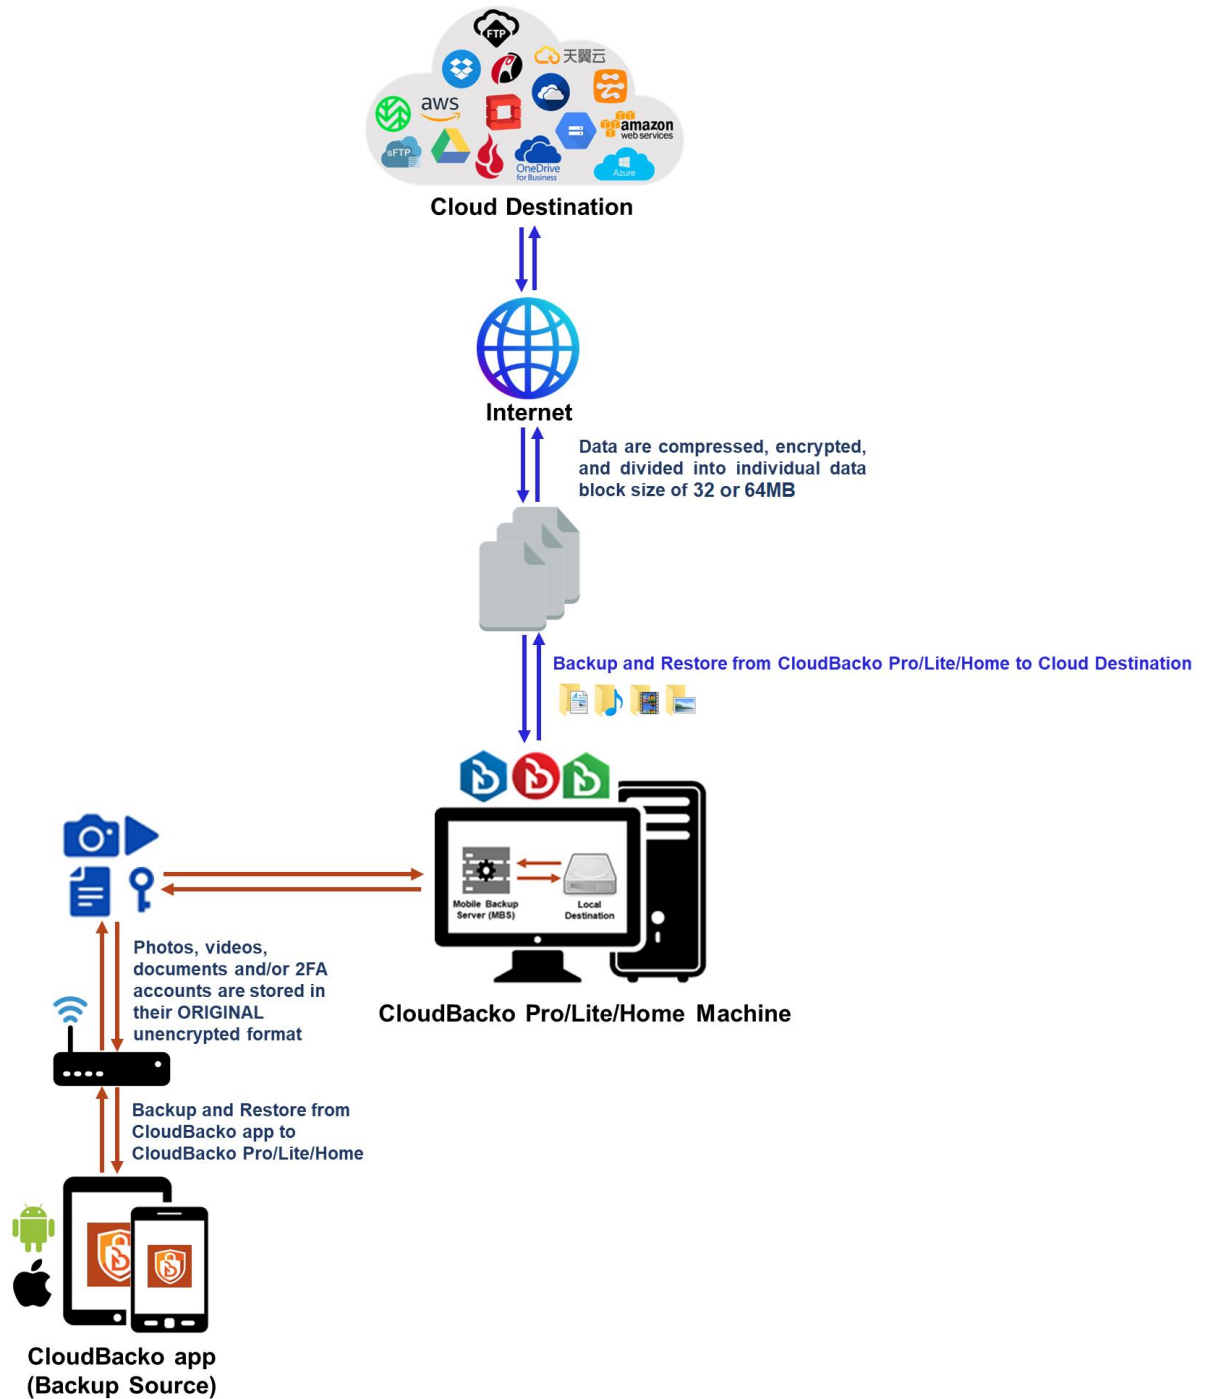 FTP
天翼云
aws
amazon
web services
sFTP
OneDrive
for Business
Azure
Cloud Destination
Internet
Data are compressed, encrypted,
and divided into individual data
block size of 32 or 64MB
Backup and Restore from CloudBacko Pro/Lite/Home to Cloud Destination
Mobile Backup
Server (MBS)
Local
Destination
CloudBacko Pro/Lite/Home Machine
Photos, videos,
documents and/or 2FA
accounts are stored in
their ORIGINAL
unencrypted format
Backup and Restore from
CloudBacko app to
CloudBacko Pro/Lite/Home
CloudBacko app
(Backup Source)